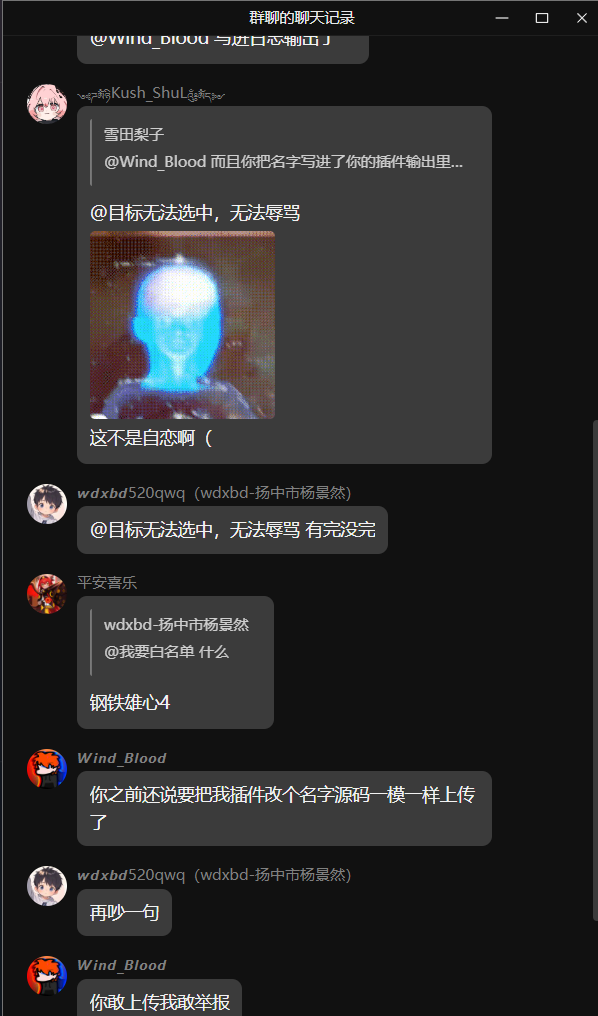 群聊的聊天记录
@Wind_Blood 写进日志输出了
Kush_ShuL
雪田梨子
@Wind_Blood 而且你把名字写进了你的插件输出里...
@目标无法选中，无法辱骂
这不是自恋啊（
wdxbd520qwq（wdxbd-扬中市杨景然）
@目标无法选中，无法辱骂 有完没完
平安喜乐
wdxbd-扬中市杨景然
@我要白名单 什么
钢铁雄心4
Wind_Blood
你之前还说要把我插件改个名字源码一模一样上传
了
wdxbd520qwq（wdxbd-扬中市杨景然）
再吵一句
Wind_Blood
你敢上传我敢举报